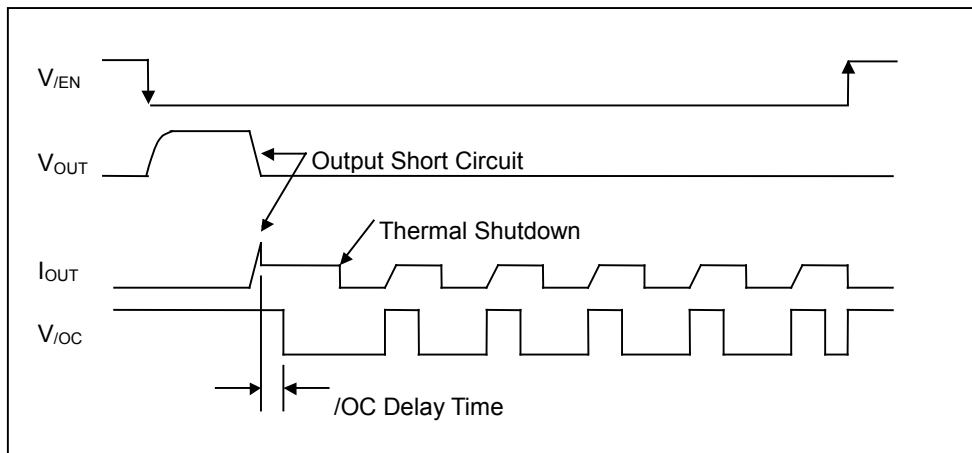 V/EN
VOUT
Output Short Circuit
Thermal Shutdown
IOUT
V/OC
/OC Delay Time